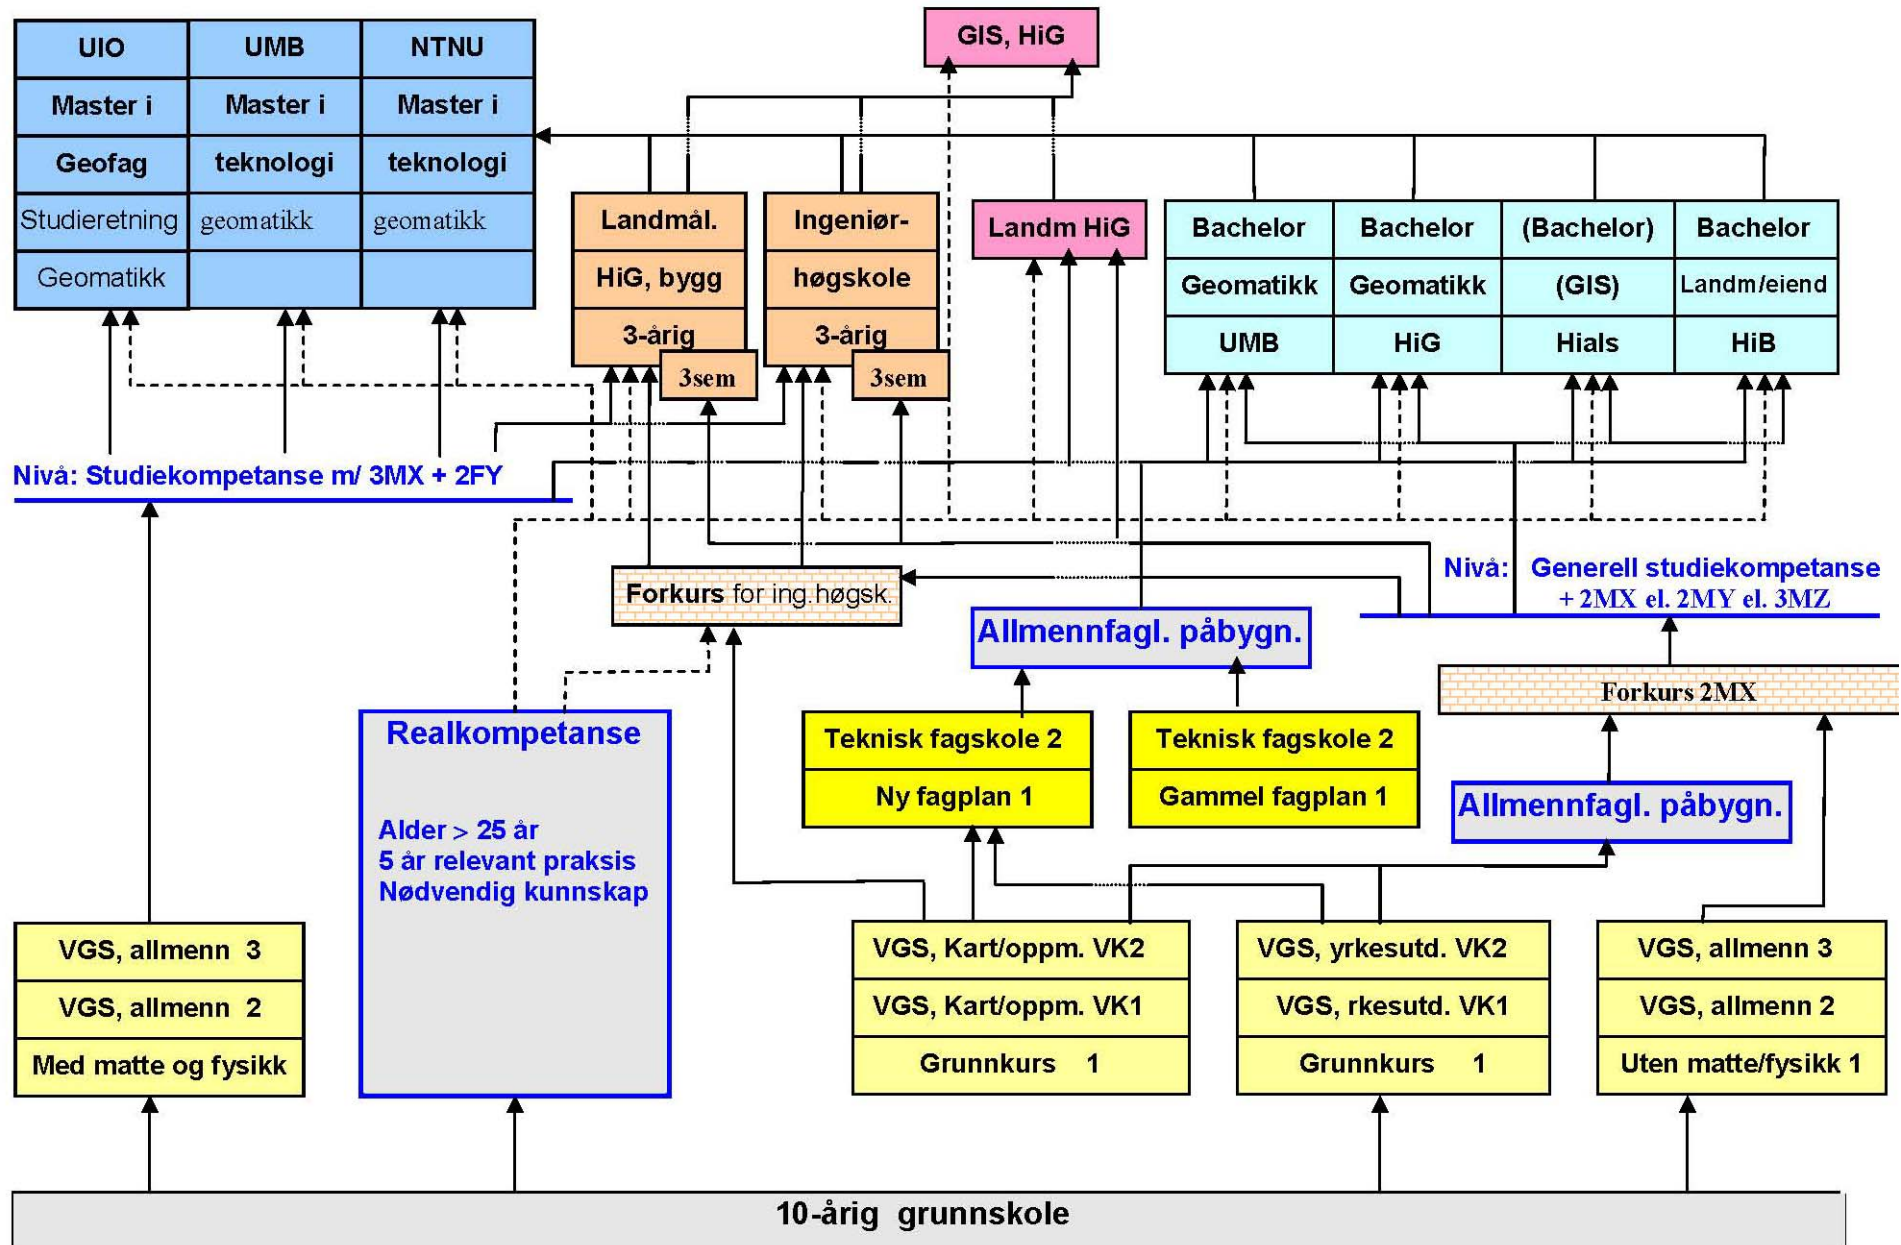 UIO
Master i
Geofag
Studieretning
Geomatikk
UMB
Master i
teknologi
geomatikk
NTNU
Master i
teknologi
geomatikk
GIS, HiG
Landmål.
HiG, bygg
3-årig
3sem
Ingeniør-
høgskole
3-årig
3sem
Landm HiG
Bachelor
Geomatikk
UMB
Bachelor
Geomatikk
HiG
(Bachelor)
(GIS)
Hials
Bachelor
Landm/eiend
HiB
Nivå: Studiekompetanse m/ 3MX + 2FY
Forkurs for ing.høgsk.
Nivå: Generell studiekompetanse
+ 2MX el. 2MY el. 3MZ
Allmennfagl. påbygn.
Forkurs 2MX
Realkompetanse
Alder > 25 år
5 år relevant praksis
Nødvendig kunnskap
Teknisk fagskole 2
Ny fagplan 1
Teknisk fagskole 2
Gammel fagplan 1
Allmennfagl. påbygn.
VGS, allmenn 3
VGS, allmenn 2
Med matte og fysikk
VGS, Kart/oppm. VK2
VGS, Kart/oppm. VK1
Grunnkurs 1
VGS, yrkesutd. VK2
VGS, rkesutd. VK1
Grunnkurs 1
VGS, allmenn 3
VGS, allmenn 2
Uten matte/fysikk 1
10-årig grunnskole